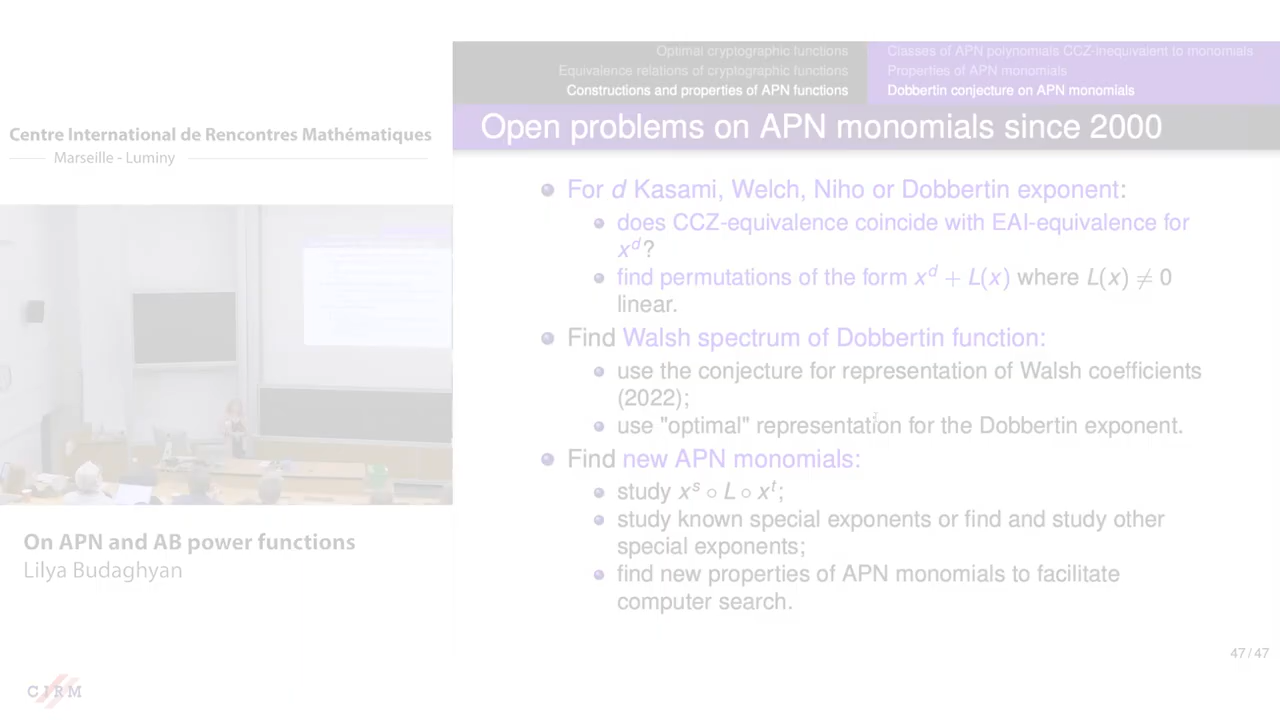 Centre International de Rencontres Mathématiques
Marseille - Luminy
On APN and AB power functions
Lilya Budaghyan
CIRM
Optimal cryptographic functions
Equivalence relations of cryptographic functions
Constructions and properties of APN functions
Classes of APN polynomials CCZ-inequivalent to monomials
Properties of APN monomials
Dobbertin conjecture on APN monomials
Open problems on APN monomials since 2000
For d Kasami, Welch, Niho or Dobbertin exponent:
does CCZ-equivalence coincide with EAI-equivalence for
x^d?
find permutations of the form x^d + L(x) where L(x) ≠ 0
linear.
Find Walsh spectrum of Dobbertin function:
use the conjecture for representation of Walsh coefficients
(2022);
use "optimal" representation for the Dobbertin exponent.
Find new APN monomials:
study x^s ∘ L ∘ x^t;
study known special exponents or find and study other
special exponents;
find new properties of APN monomials to facilitate
computer search.
47 / 47